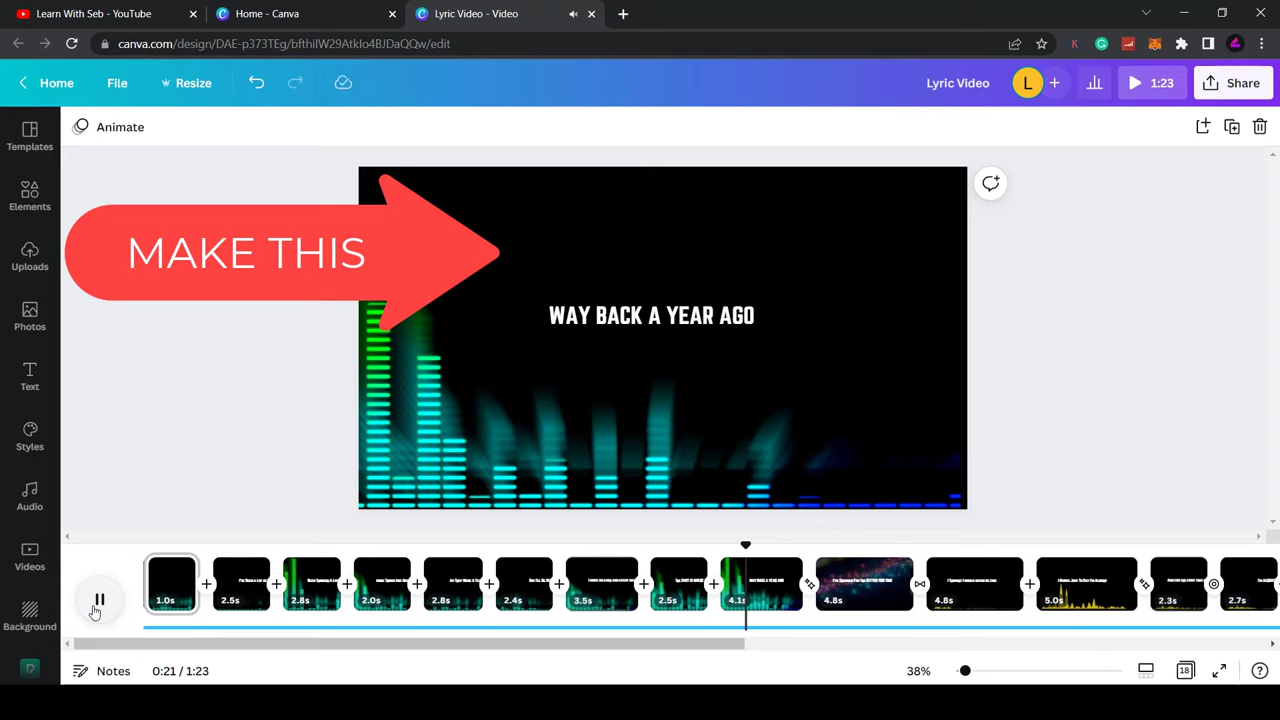 Learn With Seb - YouTube
Home - Canva
Lyric Video - Video
canva.com/design/DAE-p373TEg/bfthiIW29AtkIo4BJDaQQw/edit
Home
File
Resize
Lyric Video
L
1:23
Share
Templates
Elements
Uploads
Photos
Text
Styles
Audio
Videos
Background
Animate
MAKE THIS
WAY BACK A YEAR AGO
1.0s
2.5s
2.8s
2.0s
2.8s
2.4s
3.5s
2.5s
4.1s
4.8s
4.8s
5.0s
2.3s
2.7s
Notes
0:21 / 1:23
38%
18